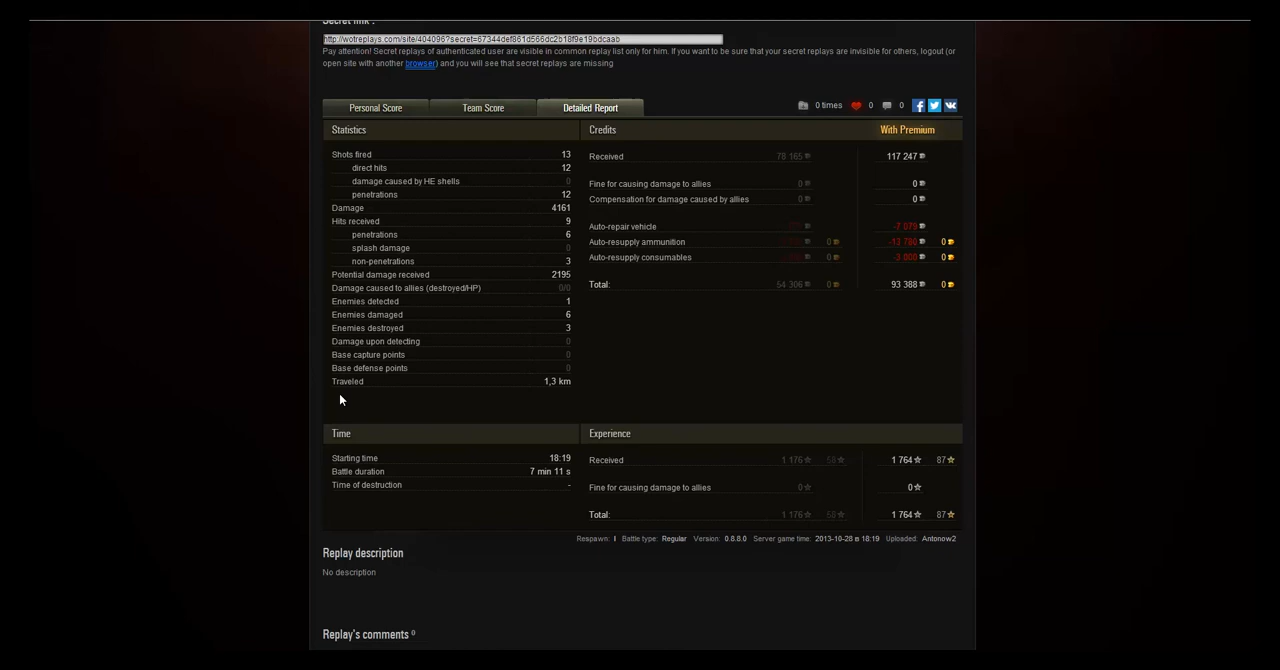 Secret link :
http://wotreplays.com/site/404096?secret=67344def861d566dc2b18f9e19bdcaab
Pay attention! Secret replays of authenticated user are visible in common replay list only for him. If you want to be sure that your secret replays are invisible for others, logout (or
open site with another browser) and you will see that secret replays are missing
Personal Score Team Score Detailed Report 0 times 0 0
Statistics
Shots fired 13
direct hits 12
damage caused by HE shells 0
penetrations 12
Damage 4161
Hits received 9
penetrations 6
splash damage 0
non-penetrations 3
Potential damage received 2195
Damage caused to allies (destroyed/HP) 0/0
Enemies detected 1
Enemies damaged 6
Enemies destroyed 3
Damage upon detecting 0
Base capture points 0
Base defense points 0
Traveled 1,3 km
Credits With Premium
Received 78 165 117 247
Fine for causing damage to allies 0 0
Compensation for damage caused by allies 0 0
Auto-repair vehicle -7 079
Auto-resupply ammunition 0 -13 780 0
Auto-resupply consumables 0 -3 000 0
Total: 54 306 0 93 388 0
Time
Starting time 18:19
Battle duration 7 min 11 s
Time of destruction -
Experience
Received 1 176 58 1 764 87
Fine for causing damage to allies 0 0
Total: 1 176 58 1 764 87
Respawn: I Battle type: Regular Version: 0.8.8.0 Server game time: 2013-10-28 в 18:19 Uploaded: Antonow2
Replay description
No description
Replay's comments 0